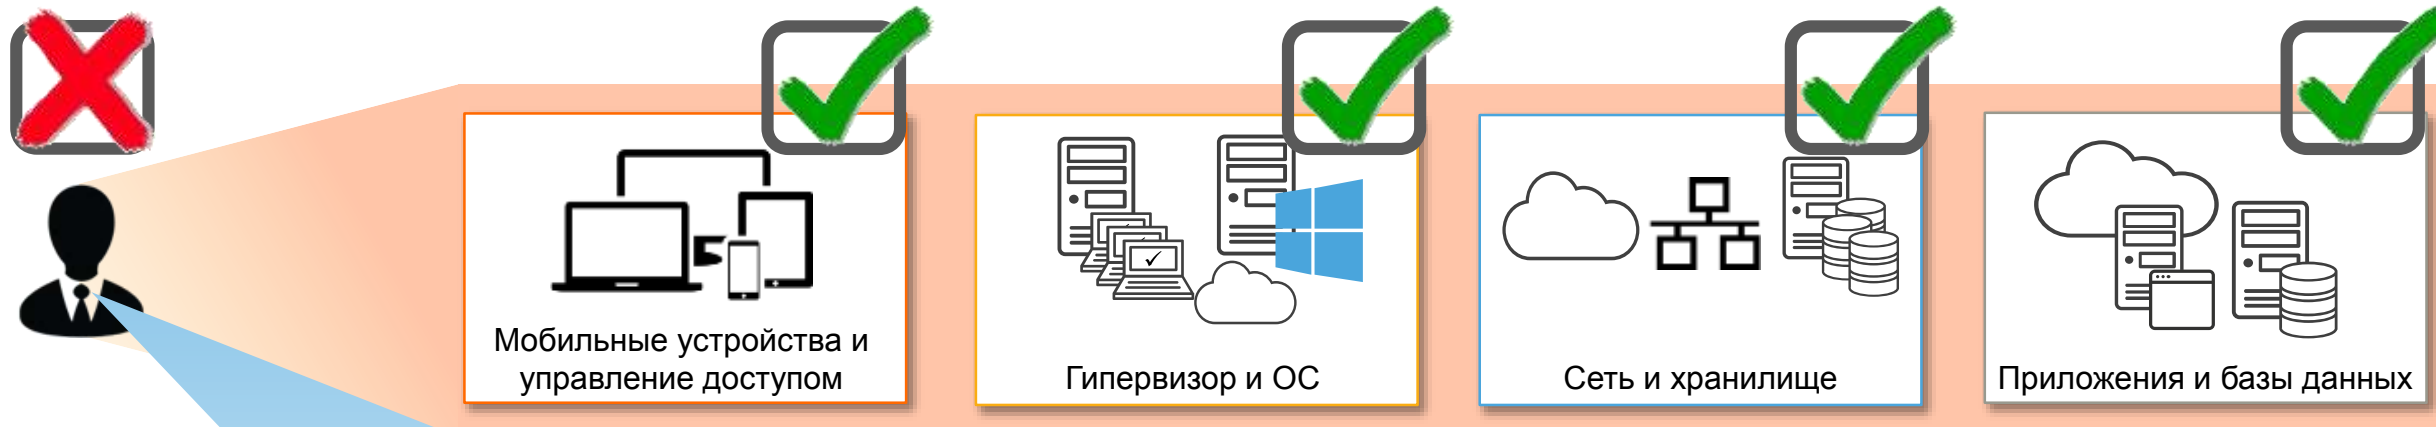 Мобильные устройства и
управление доступом
Гипервизор и ОС
Сеть и хранилище
Приложения и базы данных